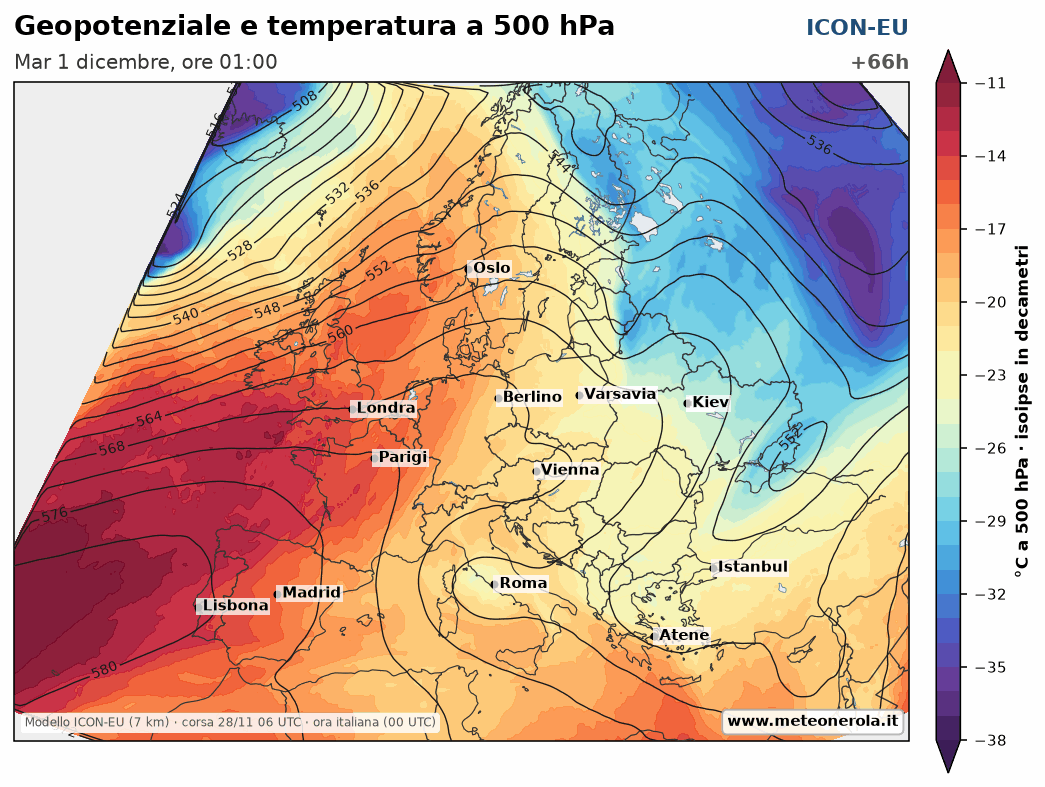 Geopotenziale e temperatura a 500 hPa
ICON-EU
Mar 1 dicembre, ore 01:00
+66h
508
516
524
532
536
536
544
528
552
540
548
560
564
568
576
580
552
Oslo
Berlino
Varsavia
Kiev
Londra
Parigi
Vienna
Istanbul
Roma
Madrid
Lisbona
Atene
Modello ICON-EU (7 km) · corsa 28/11 06 UTC · ora italiana (00 UTC)
www.meteonerola.it
−11
−14
−17
−20
−23
−26
−29
−32
−35
−38
°C a 500 hPa · isoipse in decametri